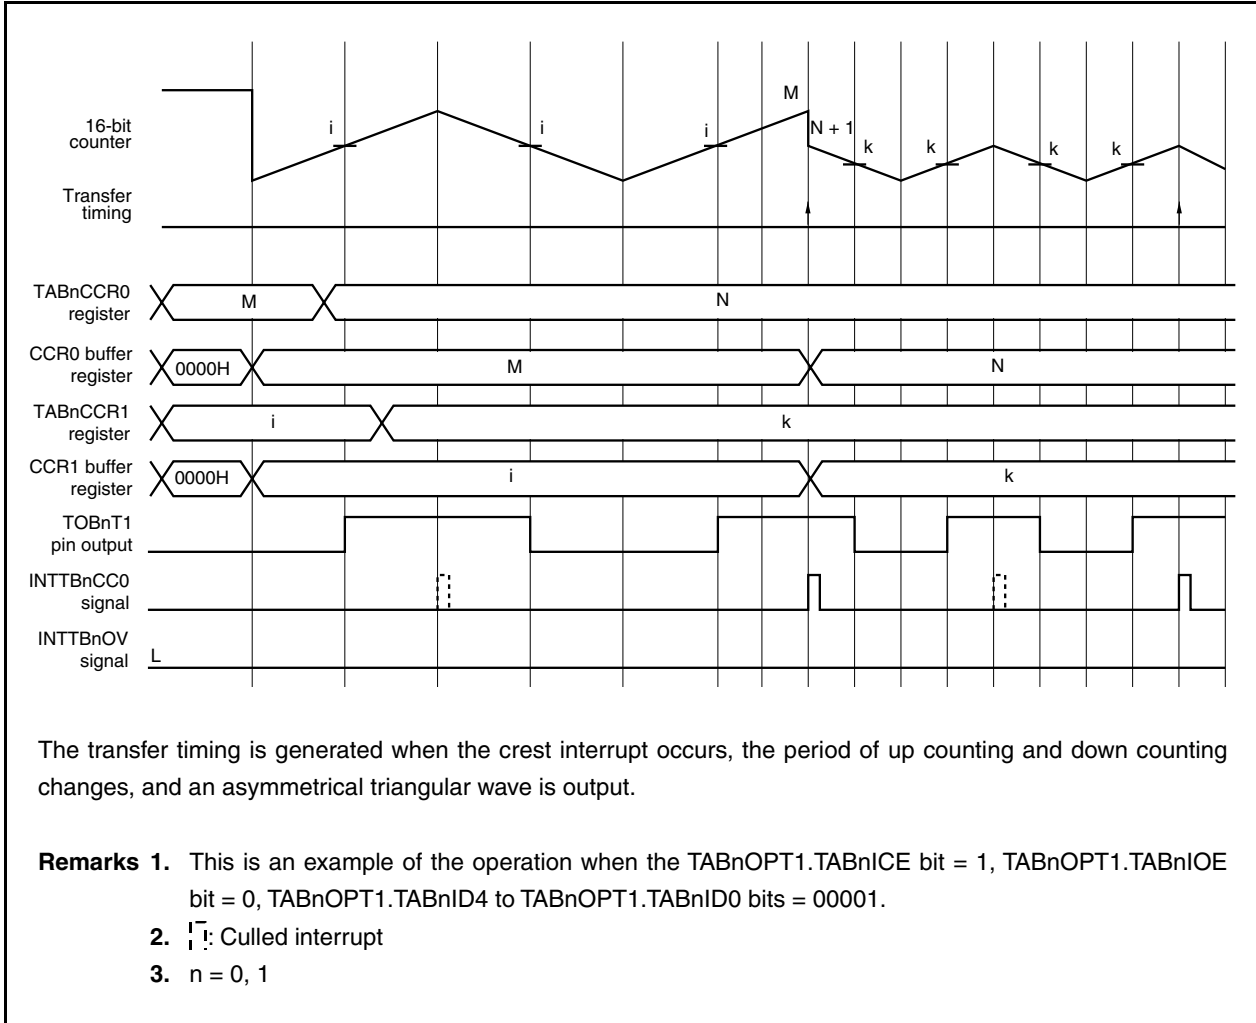 M
16-bit
counter
i
i
i
N + 1
k
k
k
k
Transfer
timing
TABnCCR0
register
M
N
CCR0 buffer
register
0000H
M
N
TABnCCR1
register
i
k
CCR1 buffer
register
0000H
i
k
TOBnT1
pin output
INTTBnCC0
signal
INTTBnOV
signal
L
The transfer timing is generated when the crest interrupt occurs, the period of up counting and down counting
changes, and an asymmetrical triangular wave is output.
Remarks 1. This is an example of the operation when the TABnOPT1.TABnICE bit = 1, TABnOPT1.TABnIOE
bit = 0, TABnOPT1.TABnID4 to TABnOPT1.TABnID0 bits = 00001.
2. : Culled interrupt
3. n = 0, 1